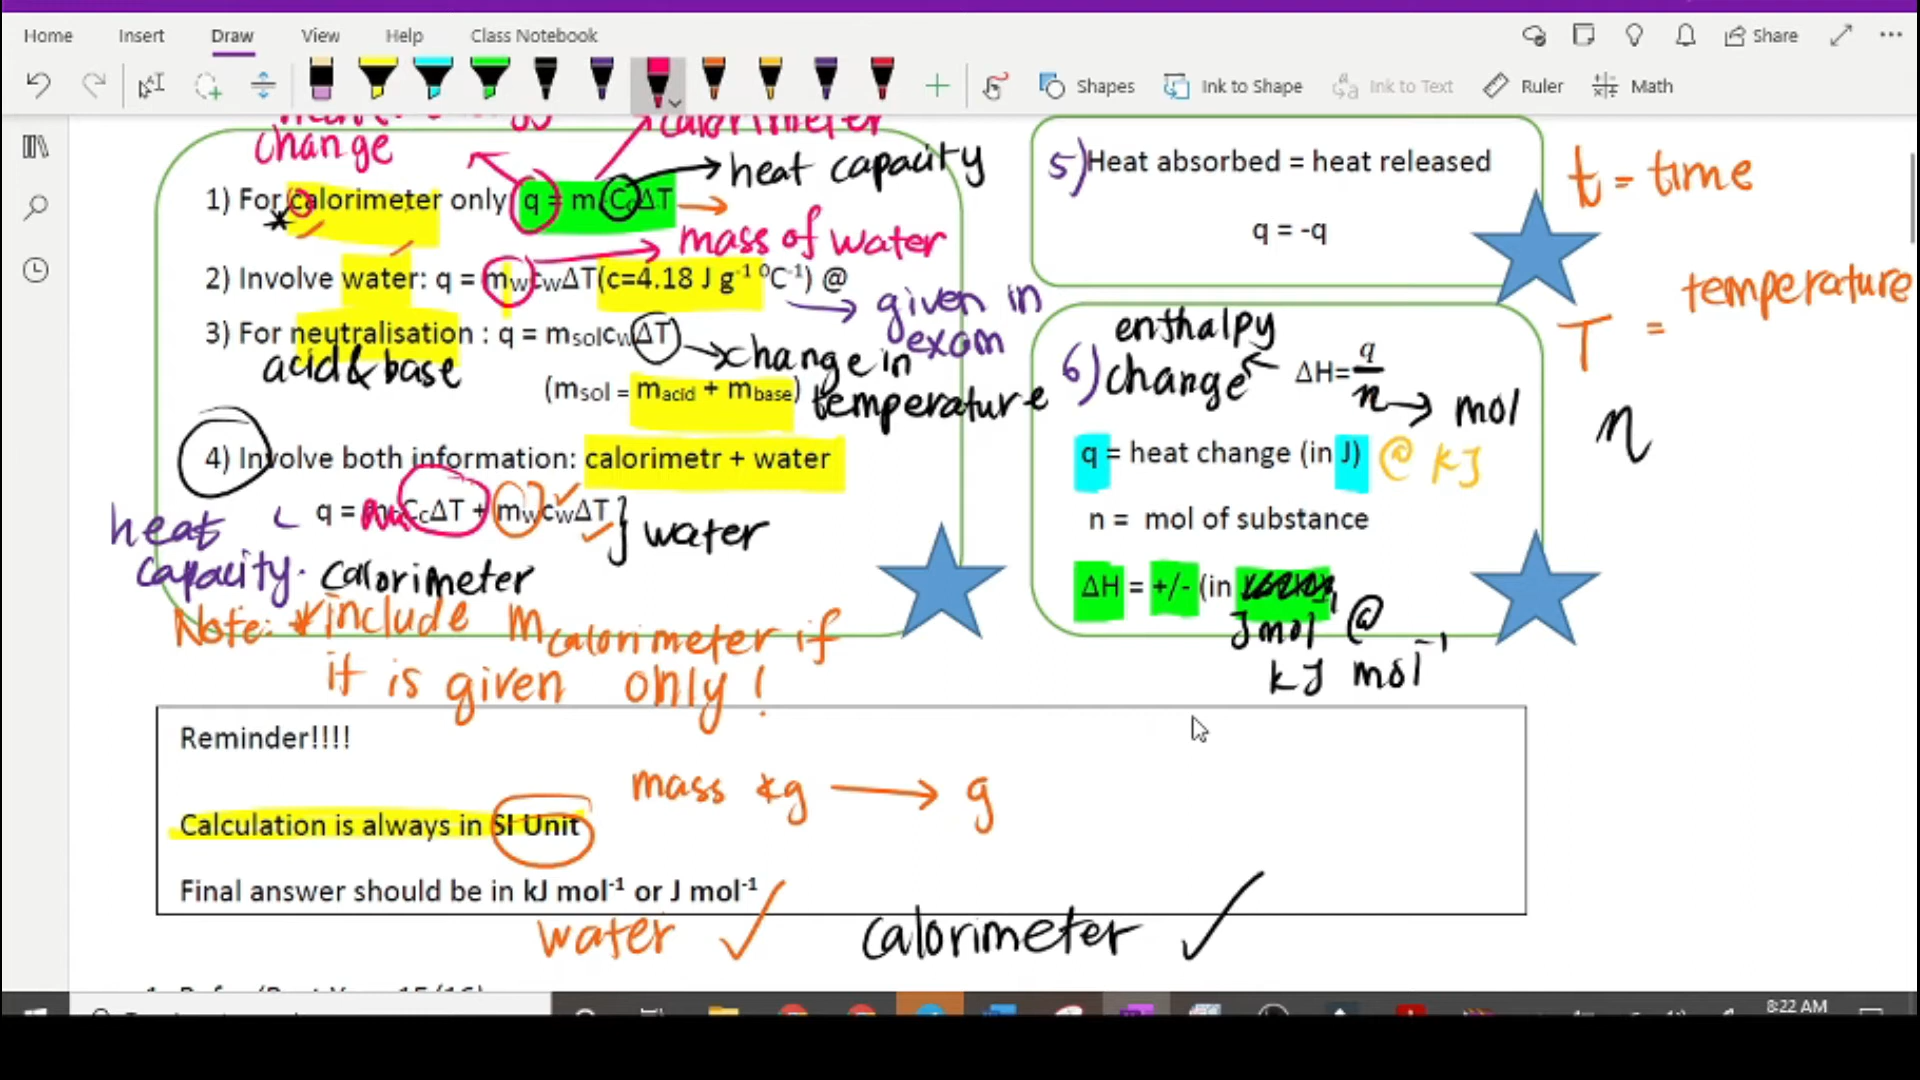 Home Insert Draw View Help Class Notebook Share
Shapes Ink to Shape Ink to Text Ruler Math
change
calorimeter
heat capacity
1) For calorimeter only q = m CcΔT
mass of water
2) Involve water: q = mwcwΔT(c=4.18 J g-1 0C-1) @
given in exam
3) For neutralisation : q = msolcwΔT
acid & base
change in temperature
(msol = macid + mbase)
4) Involve both information: calorimetr + water
q = CcΔT + mwcwΔT } water
heat capacity.
calorimeter
Note: * include mcalorimeter if
it is given only !
5) Heat absorbed = heat released
q = -q
t = time
T = temperature
n
6) enthalpy change
ΔH= q/n
mol
q = heat change (in J) @ kJ
n = mol of substance
ΔH = +/- (in
J mol-1 @
kJ mol-1
Reminder!!!!
mass kg → g
Calculation is always in SI Unit
Final answer should be in kJ mol-1 or J mol-1
water ✓ calorimeter ✓
8:22 AM